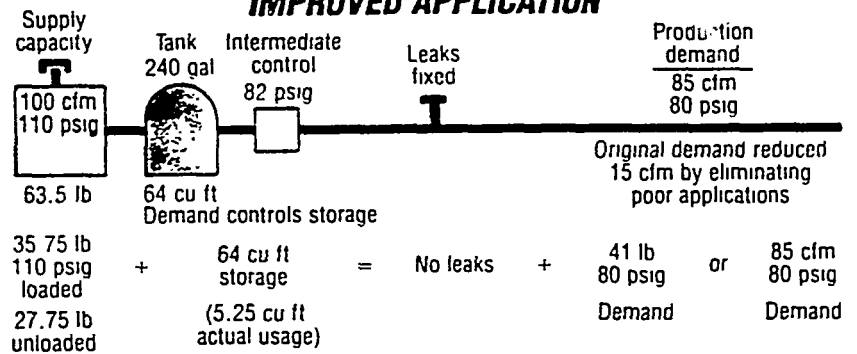 IMPROVED APPLICATION
Supply
capacity
100 cfm
110 psig
63.5 lb
Tank
240 gal
64 cu ft
Demand controls storage
Intermediate
control
82 psig
Leaks
fixed
Production
demand
85 cfm
80 psig
Original demand reduced
15 cfm by eliminating
poor applications
35 75 lb
110 psig
loaded
27.75 lb
unloaded
+
64 cu ft
storage
(5.25 cu ft
actual usage)
=
No leaks
+
41 lb
80 psig
Demand
or
85 cfm
80 psig
Demand